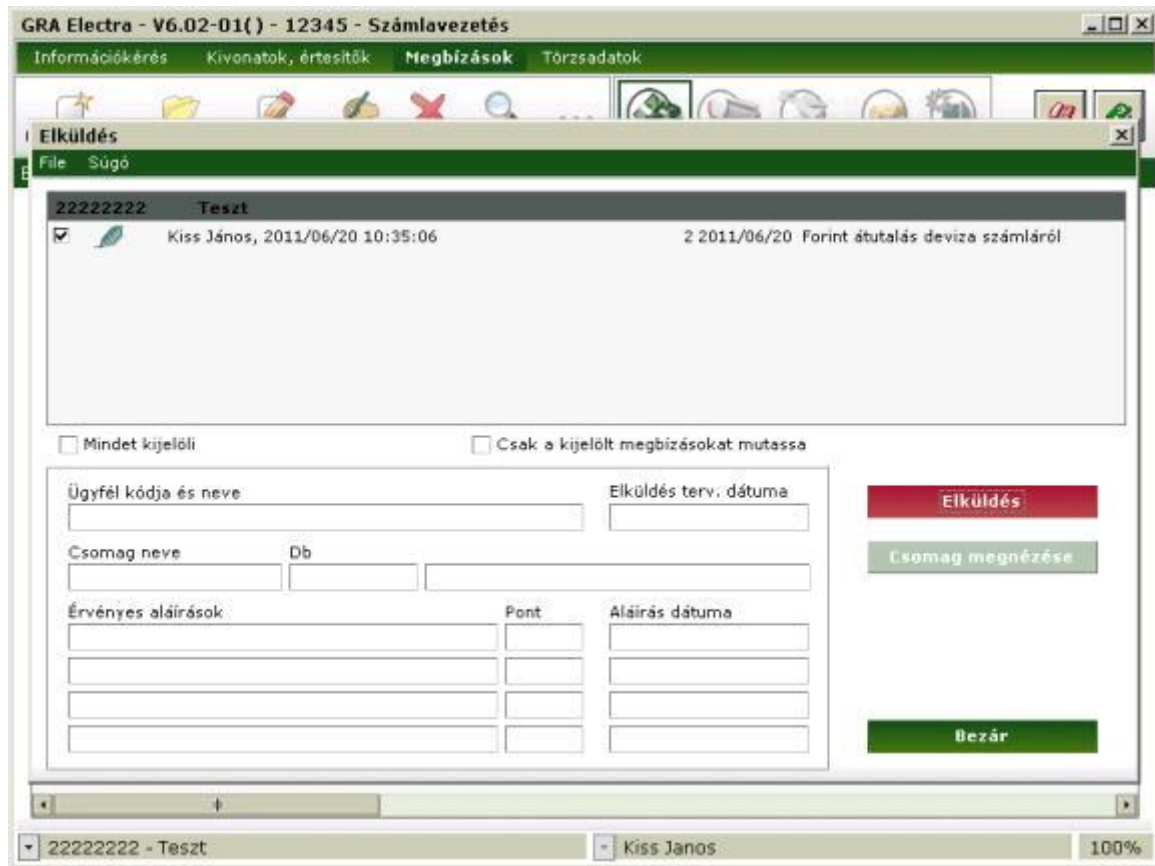 GRA Electra - V6.02-01( ) - 12345 - Számlavezetés
Információkérés Kivonatok, értesítők Megbízások Törzsadatok
Elküldés
File Súgó
22222222 Teszt
Kiss János, 2011/06/20 10:35:06 2 2011/06/20 Forint átutalás deviza számláról
Mindet kijelöli Csak a kijelölt megbízásokat mutassa
Ügyfél kódja és neve Elküldés terv. dátuma
Elküldés
Csomag neve Db
Csomag megnézése
Érvényes aláírások Pont Aláírás dátuma
Bezár
22222222 - Teszt Kiss Janos 100%